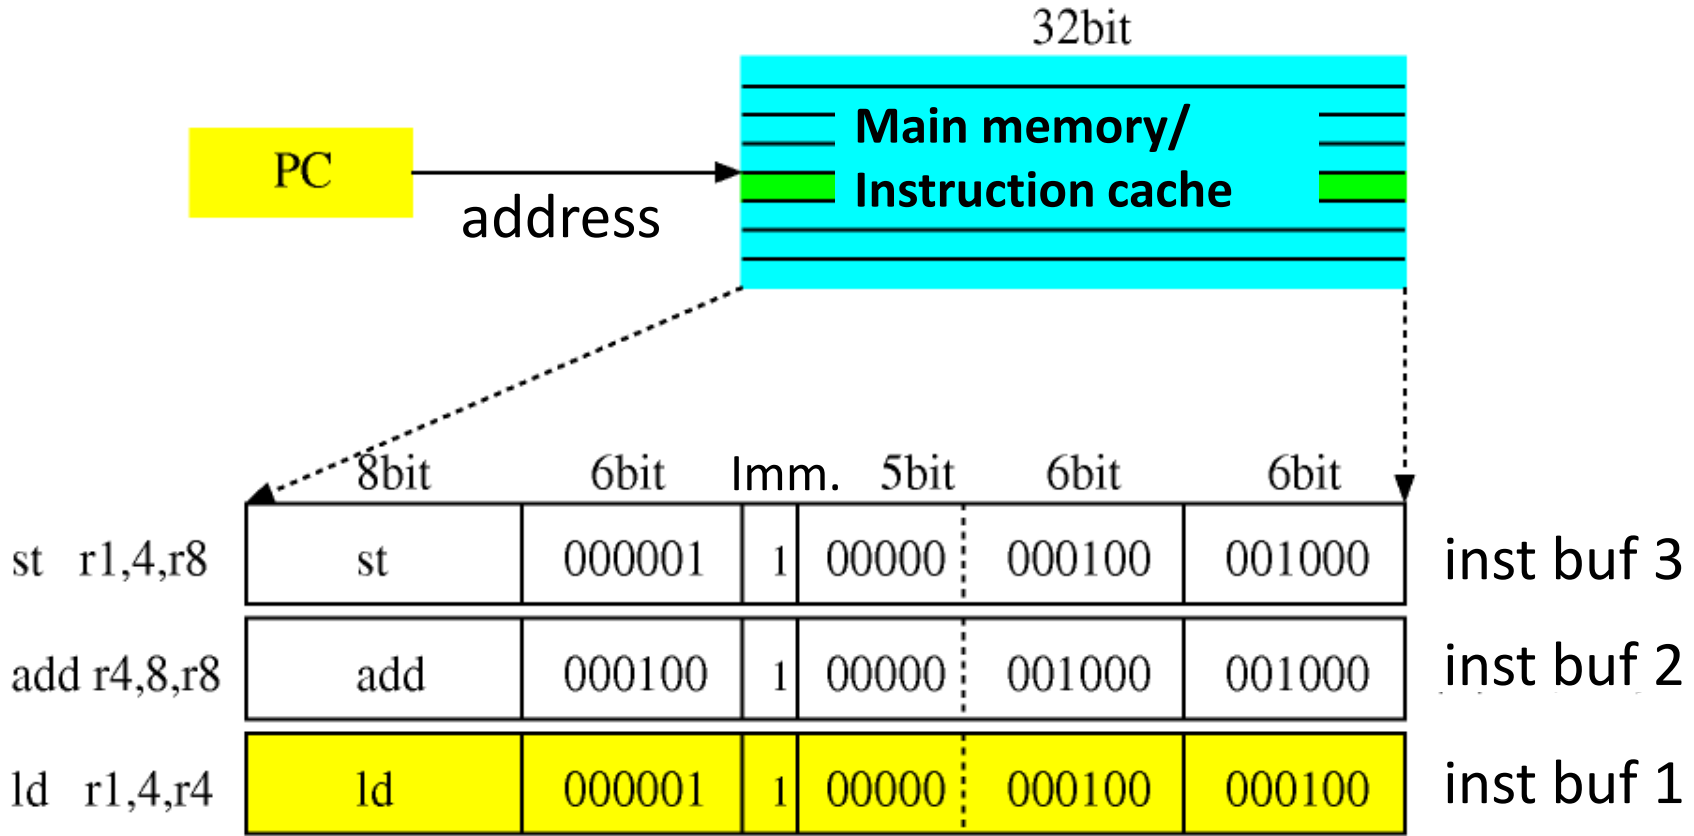 32bit
Main memory/
Instruction cache
PC
address
8bit 6bit Imm. 5bit 6bit 6bit
st r1,4,r8 st 000001 1 00000 000100 001000 inst buf 3
add r4,8,r8 add 000100 1 00000 001000 001000 inst buf 2
ld r1,4,r4 ld 000001 1 00000 000100 000100 inst buf 1